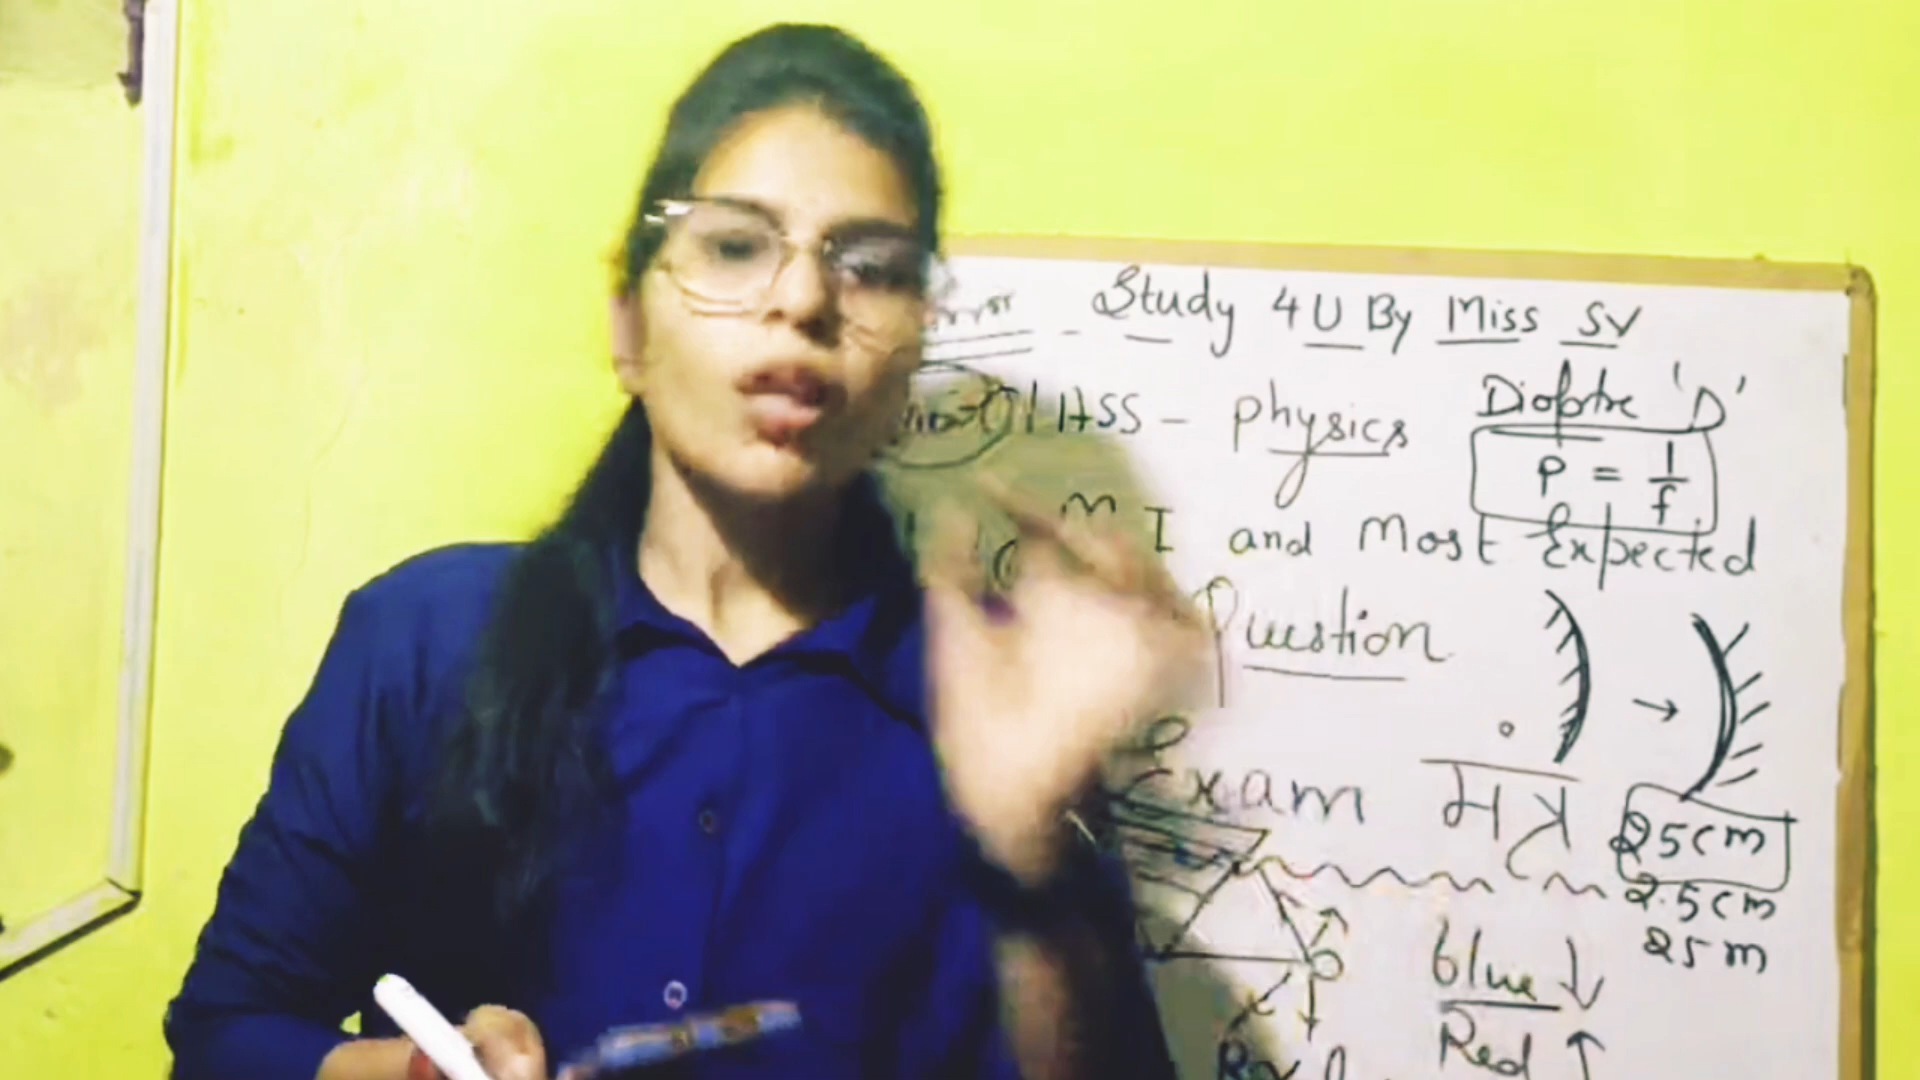 Study 4U By Miss SV
HSS - physics
Dioptre 'D'
P = 1/f
I and Most Expected
Question
Exam
25cm
2.5cm
25m
blue ↓
Red ↑